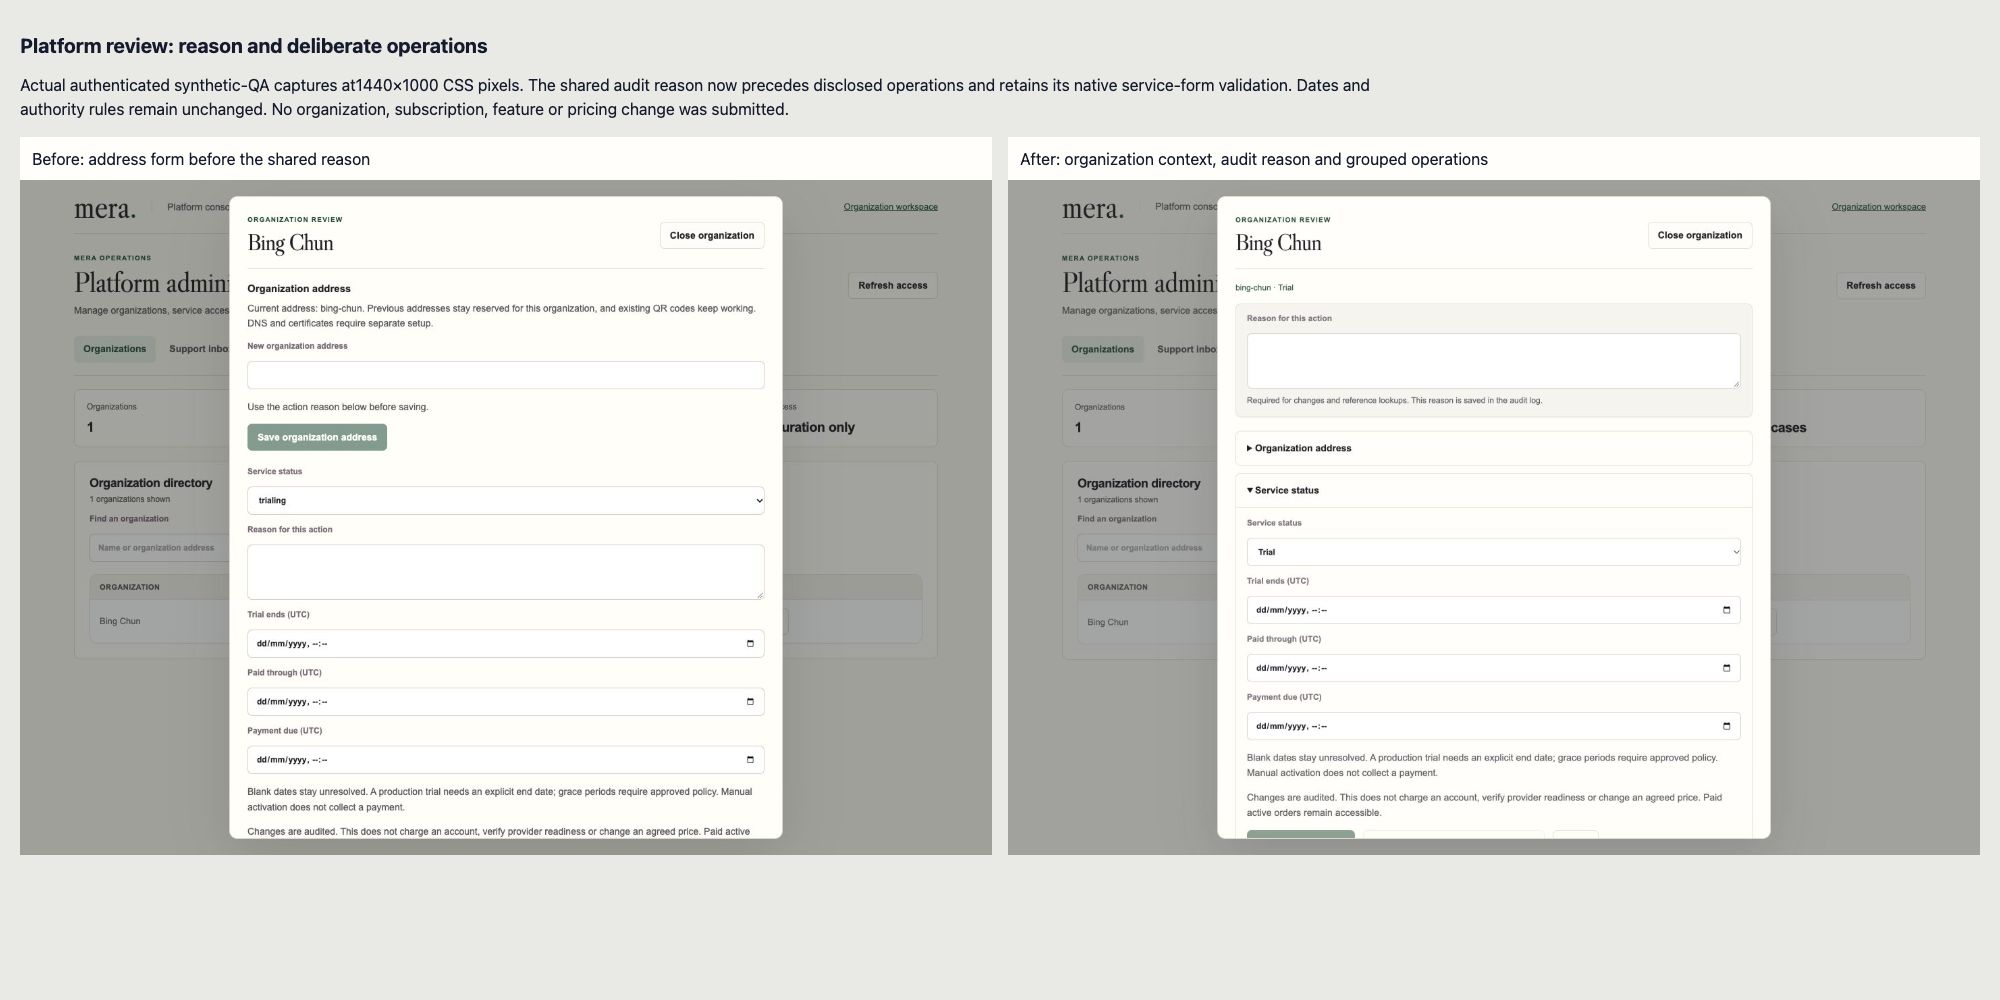 Platform review: reason and deliberate operations
Actual authenticated synthetic-QA captures at1440×1000 CSS pixels. The shared audit reason now precedes disclosed operations and retains its native service-form validation. Dates and
authority rules remain unchanged. No organization, subscription, feature or pricing change was submitted.
Before: address form before the shared reason
mera.
Platform conso
Organization workspace
MERA OPERATIONS
Platform admini
Refresh access
Manage organizations, service acces
Organizations
Support inbo
Organizations
1
ess
uration only
Organization directory
1 organizations shown
Find an organization
Name or organization address
ORGANIZATION
Bing Chun
ORGANIZATION REVIEW
Bing Chun
Close organization
Organization address
Current address: bing-chun. Previous addresses stay reserved for this organization, and existing QR codes keep working.
DNS and certificates require separate setup.
New organization address
Use the action reason below before saving.
Save organization address
Service status
trialing
Reason for this action
Trial ends (UTC)
dd/mm/yyyy, --:--
Paid through (UTC)
dd/mm/yyyy, --:--
Payment due (UTC)
dd/mm/yyyy, --:--
Blank dates stay unresolved. A production trial needs an explicit end date; grace periods require approved policy. Manual
activation does not collect a payment.
Changes are audited. This does not charge an account, verify provider readiness or change an agreed price. Paid active
After: organization context, audit reason and grouped operations
mera.
Platform consc
Organization workspace
MERA OPERATIONS
Platform admini
Refresh access
Manage organizations, service acces
Organizations
Support inbo
Organizations
1
cases
Organization directory
1 organizations shown
Find an organization
Name or organization address
ORGANIZATION
Bing Chun
ORGANIZATION REVIEW
Bing Chun
Close organization
bing-chun · Trial
Reason for this action
Required for changes and reference lookups. This reason is saved in the audit log.
Organization address
Service status
Service status
Trial
Trial ends (UTC)
dd/mm/yyyy, --:--
Paid through (UTC)
dd/mm/yyyy, --:--
Payment due (UTC)
dd/mm/yyyy, --:--
Blank dates stay unresolved. A production trial needs an explicit end date; grace periods require approved policy.
Manual activation does not collect a payment.
Changes are audited. This does not charge an account, verify provider readiness or change an agreed price. Paid
active orders remain accessible.